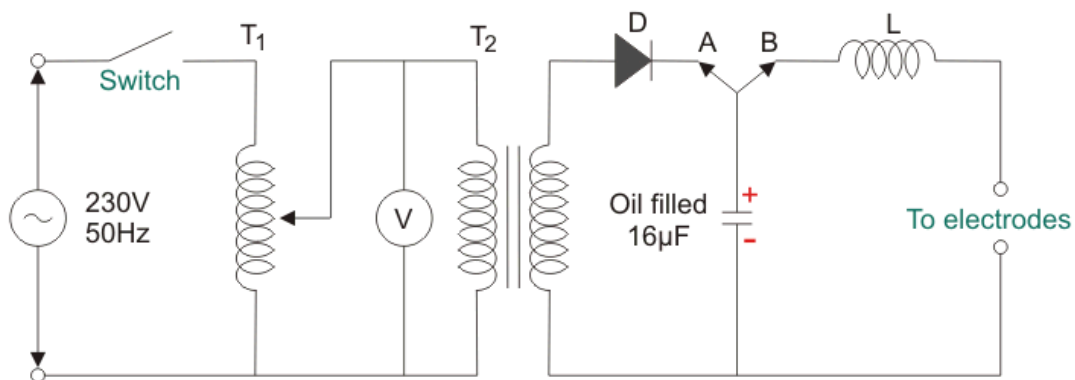 T1
T2
D
A
B
L
Switch
230V
50Hz
V
Oil filled
16µF
+
-
To electrodes